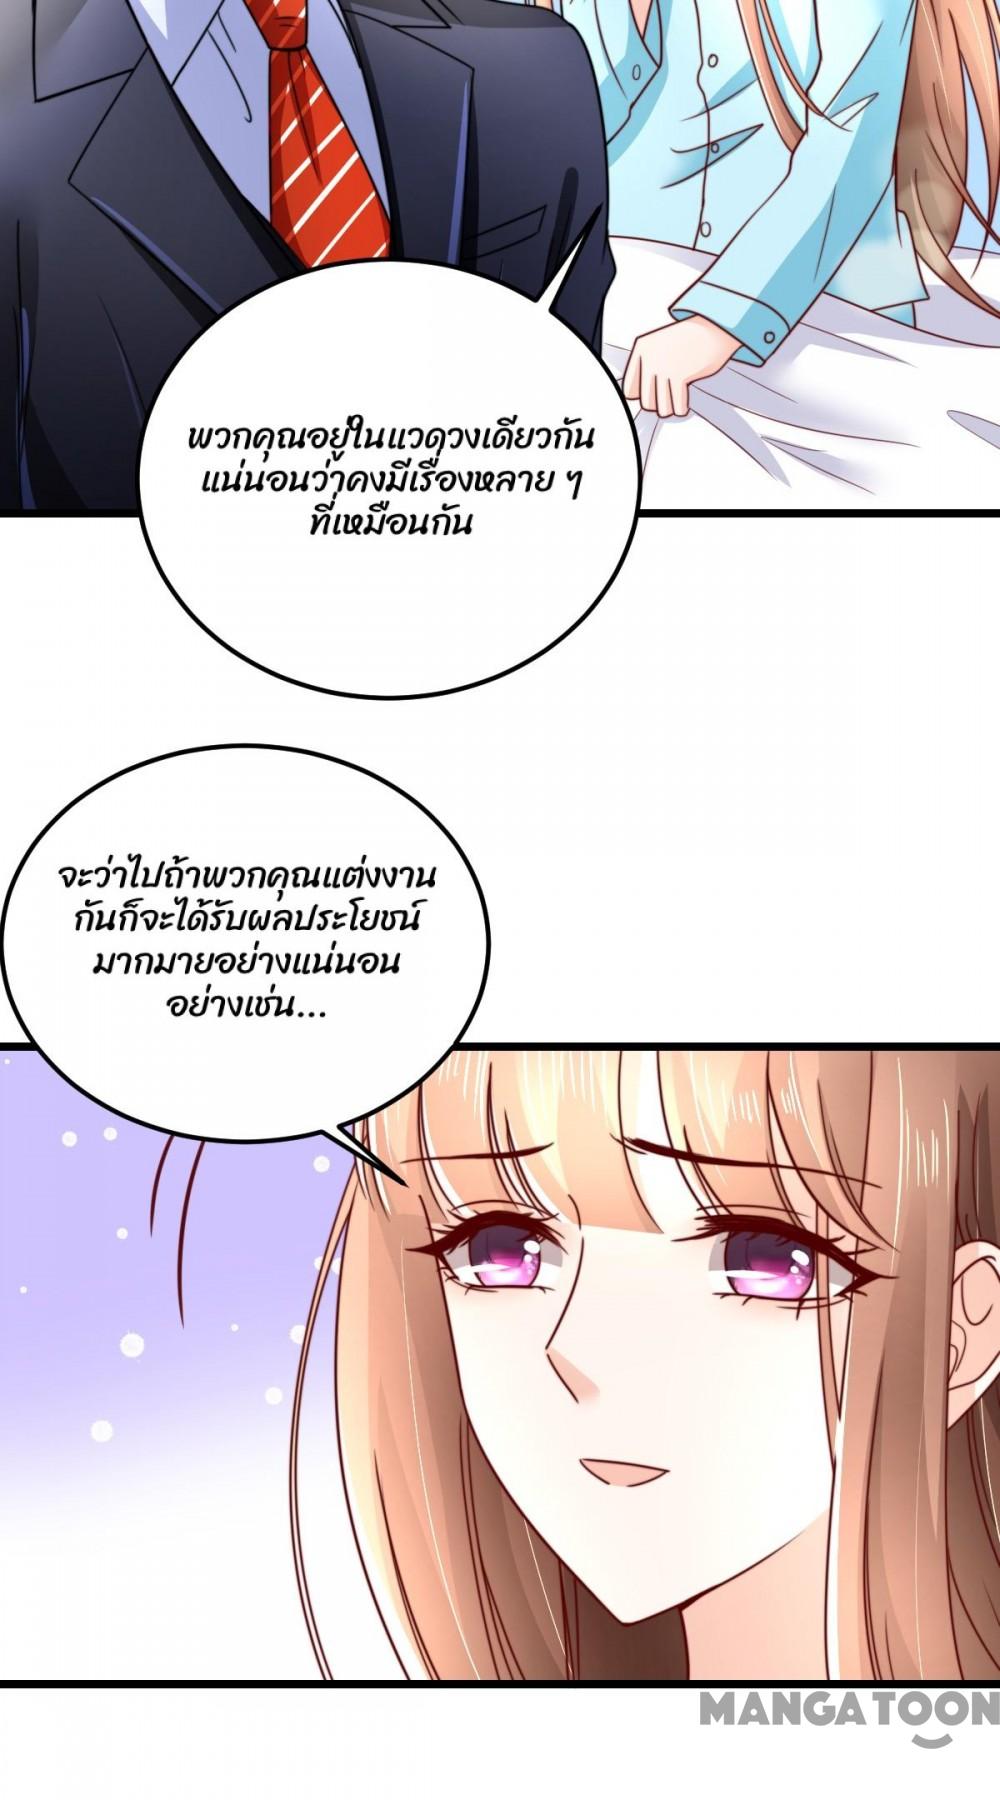 พวกคุณอยู่ในแวดวงเดียวกัน
แน่นอนว่าคงมีเรื่องหลาย ๆ
ที่เหมือนกัน
จะว่าไปถ้าพวกคุณแต่งงาน
กันก็จะได้รับผลประโยชน์
มากมายอย่างแน่นอน
อย่างเช่น...
MANGATOON